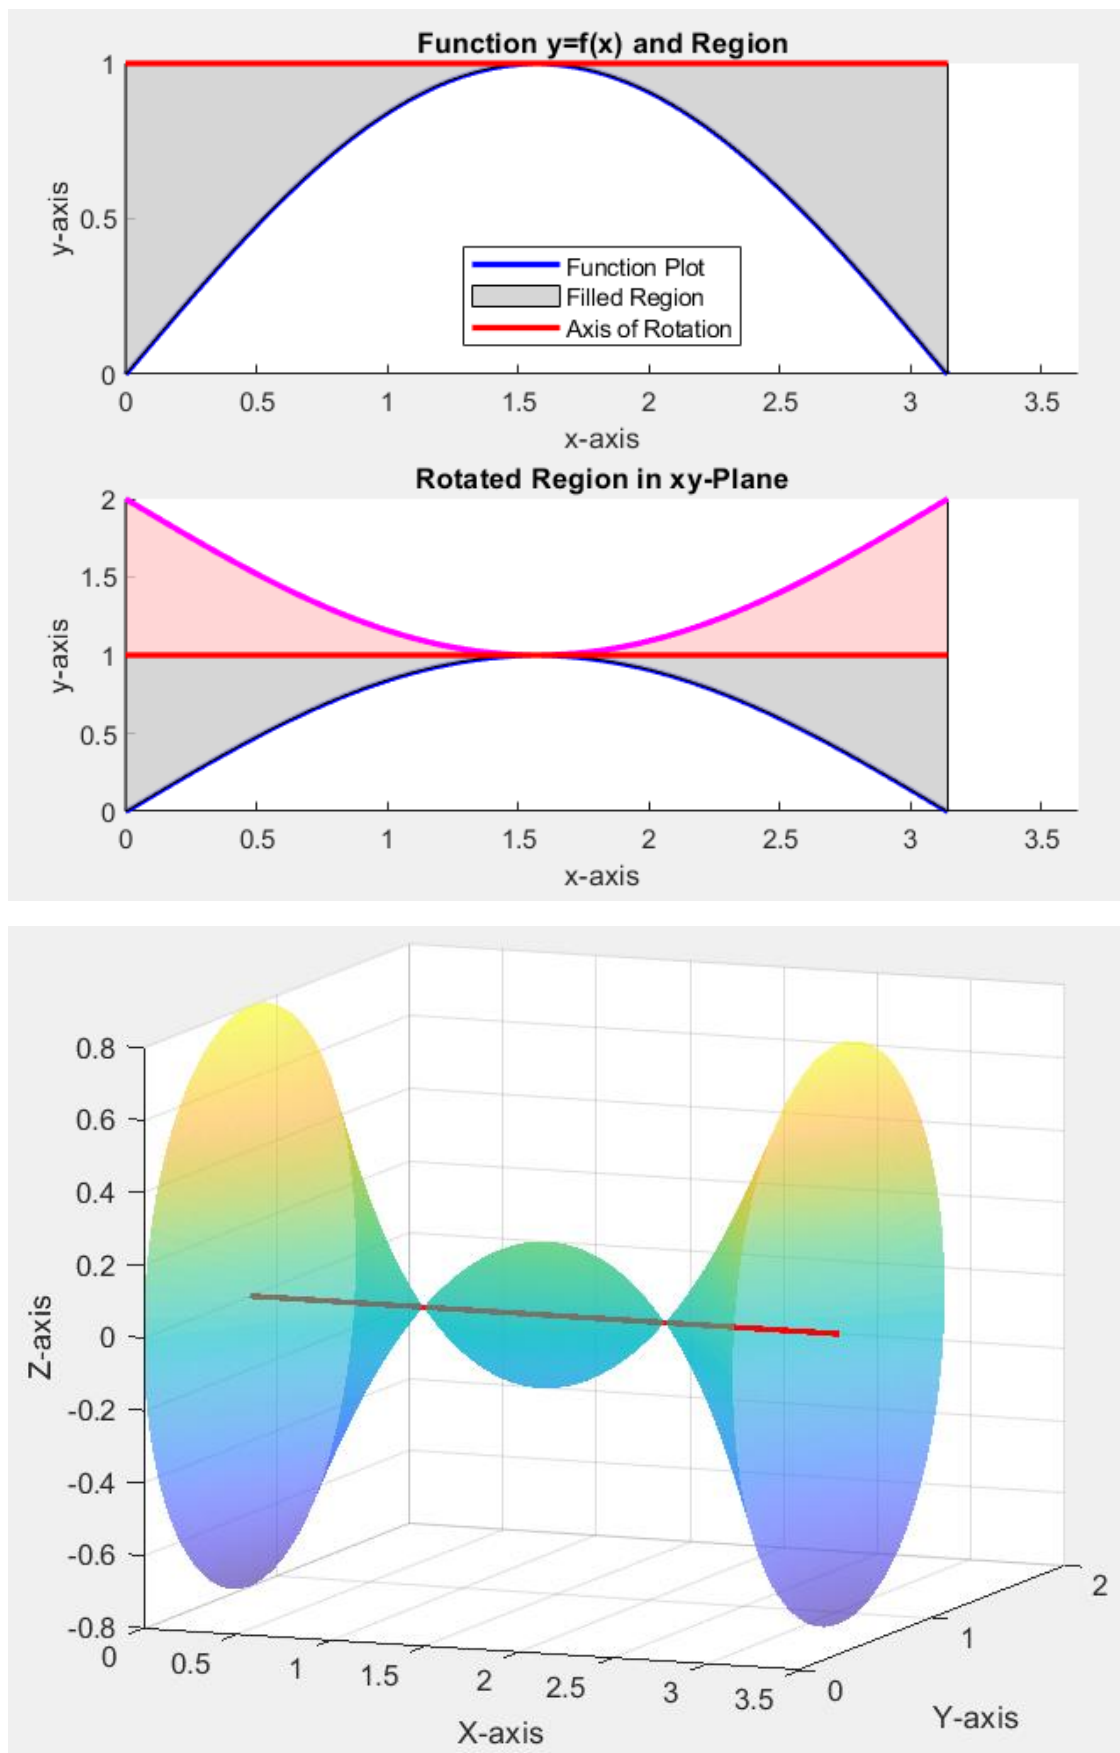 Function y=f(x) and Region
1
0.5
0
y-axis
Function Plot
Filled Region
Axis of Rotation
0 0.5 1 1.5 2 2.5 3 3.5
x-axis
Rotated Region in xy-Plane
2
1.5
1
0.5
0
y-axis
0 0.5 1 1.5 2 2.5 3 3.5
x-axis
0.8
0.6
0.4
0.2
0
-0.2
-0.4
-0.6
-0.8
Z-axis
0 0.5 1 1.5 2 2.5 3 3.5
X-axis
0 1 2
Y-axis